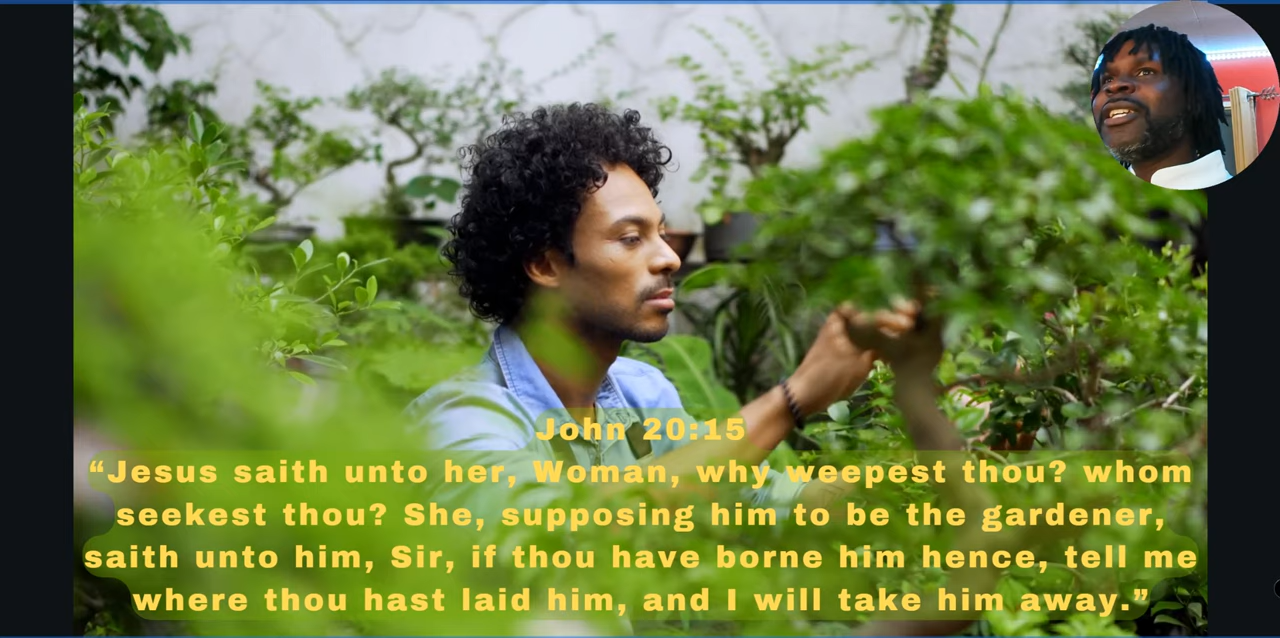 John 20:15
“Jesus saith unto her, Woman, why weepest thou? whom
seekest thou? She, supposing him to be the gardener,
saith unto him, Sir, if thou have borne him hence, tell me
where thou hast laid him, and I will take him away.”